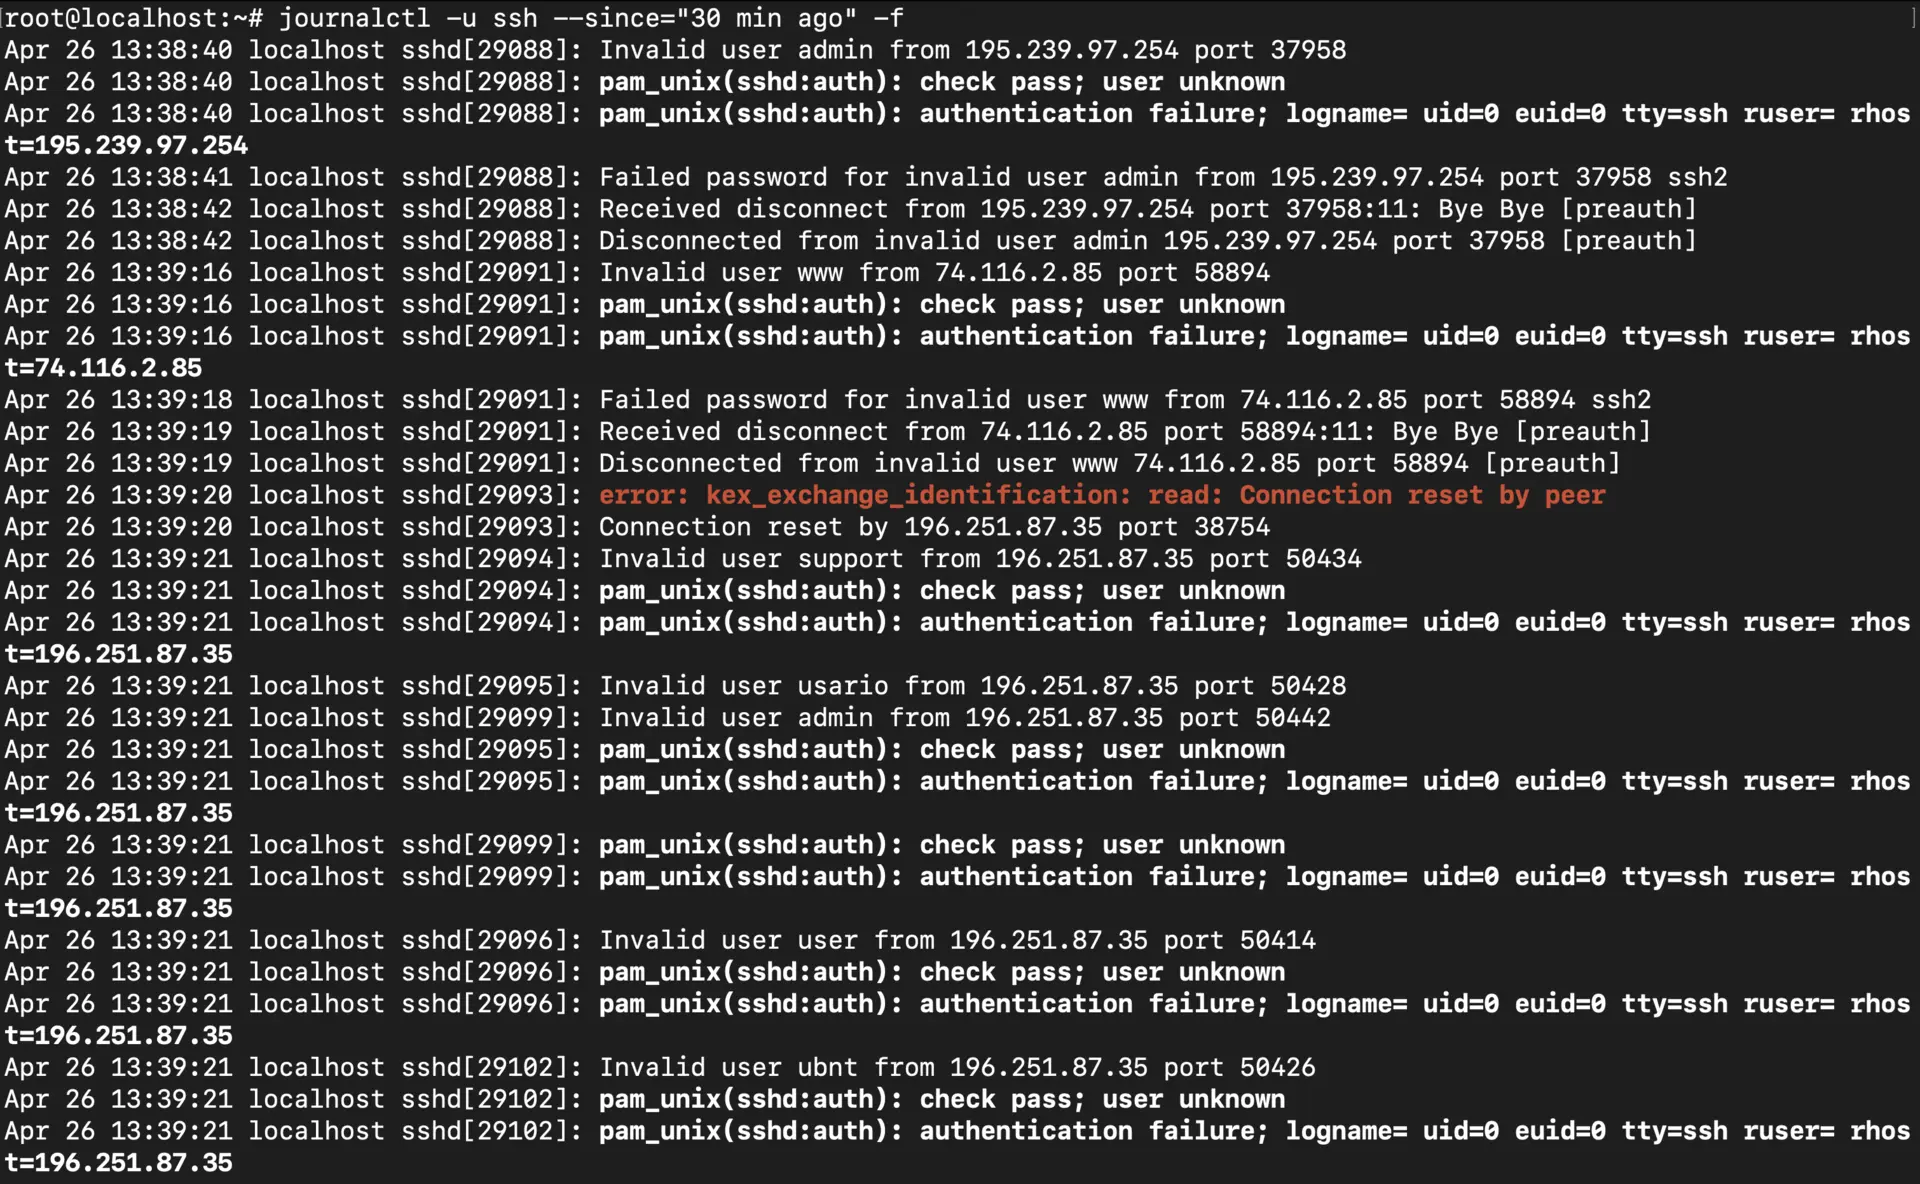 [root@localhost:~# journalctl -u ssh --since="30 min ago" -f ]
Apr 26 13:38:40 localhost sshd[29088]: Invalid user admin from 195.239.97.254 port 37958
Apr 26 13:38:40 localhost sshd[29088]: pam_unix(sshd:auth): check pass; user unknown
Apr 26 13:38:40 localhost sshd[29088]: pam_unix(sshd:auth): authentication failure; logname= uid=0 euid=0 tty=ssh ruser= rhos
t=195.239.97.254
Apr 26 13:38:41 localhost sshd[29088]: Failed password for invalid user admin from 195.239.97.254 port 37958 ssh2
Apr 26 13:38:42 localhost sshd[29088]: Received disconnect from 195.239.97.254 port 37958:11: Bye Bye [preauth]
Apr 26 13:38:42 localhost sshd[29088]: Disconnected from invalid user admin 195.239.97.254 port 37958 [preauth]
Apr 26 13:39:16 localhost sshd[29091]: Invalid user www from 74.116.2.85 port 58894
Apr 26 13:39:16 localhost sshd[29091]: pam_unix(sshd:auth): check pass; user unknown
Apr 26 13:39:16 localhost sshd[29091]: pam_unix(sshd:auth): authentication failure; logname= uid=0 euid=0 tty=ssh ruser= rhos
t=74.116.2.85
Apr 26 13:39:18 localhost sshd[29091]: Failed password for invalid user www from 74.116.2.85 port 58894 ssh2
Apr 26 13:39:19 localhost sshd[29091]: Received disconnect from 74.116.2.85 port 58894:11: Bye Bye [preauth]
Apr 26 13:39:19 localhost sshd[29091]: Disconnected from invalid user www 74.116.2.85 port 58894 [preauth]
Apr 26 13:39:20 localhost sshd[29093]: error: kex_exchange_identification: read: Connection reset by peer
Apr 26 13:39:20 localhost sshd[29093]: Connection reset by 196.251.87.35 port 38754
Apr 26 13:39:21 localhost sshd[29094]: Invalid user support from 196.251.87.35 port 50434
Apr 26 13:39:21 localhost sshd[29094]: pam_unix(sshd:auth): check pass; user unknown
Apr 26 13:39:21 localhost sshd[29094]: pam_unix(sshd:auth): authentication failure; logname= uid=0 euid=0 tty=ssh ruser= rhos
t=196.251.87.35
Apr 26 13:39:21 localhost sshd[29095]: Invalid user usario from 196.251.87.35 port 50428
Apr 26 13:39:21 localhost sshd[29099]: Invalid user admin from 196.251.87.35 port 50442
Apr 26 13:39:21 localhost sshd[29095]: pam_unix(sshd:auth): check pass; user unknown
Apr 26 13:39:21 localhost sshd[29095]: pam_unix(sshd:auth): authentication failure; logname= uid=0 euid=0 tty=ssh ruser= rhos
t=196.251.87.35
Apr 26 13:39:21 localhost sshd[29099]: pam_unix(sshd:auth): check pass; user unknown
Apr 26 13:39:21 localhost sshd[29099]: pam_unix(sshd:auth): authentication failure; logname= uid=0 euid=0 tty=ssh ruser= rhos
t=196.251.87.35
Apr 26 13:39:21 localhost sshd[29096]: Invalid user user from 196.251.87.35 port 50414
Apr 26 13:39:21 localhost sshd[29096]: pam_unix(sshd:auth): check pass; user unknown
Apr 26 13:39:21 localhost sshd[29096]: pam_unix(sshd:auth): authentication failure; logname= uid=0 euid=0 tty=ssh ruser= rhos
t=196.251.87.35
Apr 26 13:39:21 localhost sshd[29102]: Invalid user ubnt from 196.251.87.35 port 50426
Apr 26 13:39:21 localhost sshd[29102]: pam_unix(sshd:auth): check pass; user unknown
Apr 26 13:39:21 localhost sshd[29102]: pam_unix(sshd:auth): authentication failure; logname= uid=0 euid=0 tty=ssh ruser= rhos
t=196.251.87.35